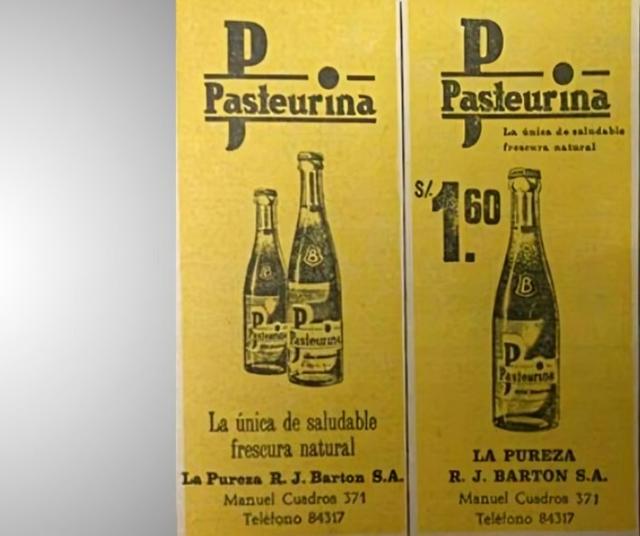 P
Pasteurina
B
B
P
Pasteurina
P
Pasteurina
La única de saludable
frescura natural
La Pureza R. J. Barton S.A.
Manuel Cuadros 371
Teléfono 84317
P
Pasteurina
La única de saludable
frescura natural
S/. 1.60
B
P
Pasteurina
LA PUREZA
R. J. BARTON S.A.
Manuel Cuadros 371
Teléfono 84317